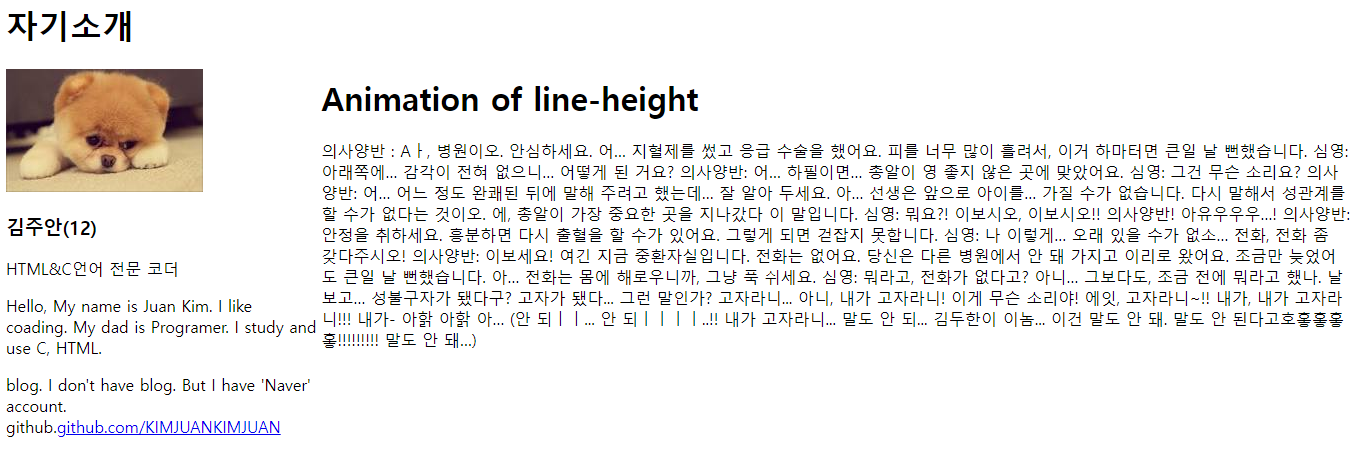 자기소개
김주안(12)
HTML&C언어 전문 코더
Hello, My name is Juan Kim. I like
coading. My dad is Programer. I study and
use C, HTML.
blog. I don't have blog. But I have 'Naver'
account.
github.github.com/KIMJUANKIMJUAN
Animation of line-height
의사양반 : Aㅏ, 병원이오. 안심하세요. 어... 지혈제를 썼고 응급 수술을 했어요. 피를 너무 많이 흘려서, 이거 하마터면 큰일 날 뻔했습니다. 심영:
아래쪽에... 감각이 전혀 없으니... 어떻게 된 거요? 의사양반: 어... 하필이면... 총알이 영 좋지 않은 곳에 맞았어요. 심영: 그건 무슨 소리요? 의사
양반: 어... 어느 정도 완쾌된 뒤에 말해 주려고 했는데... 잘 알아 두세요. 아... 선생은 앞으로 아이를... 가질 수가 없습니다. 다시 말해서 성관계를
할 수가 없다는 것이오. 에, 총알이 가장 중요한 곳을 지나갔다 이 말입니다. 심영: 뭐요?! 이보시오, 이보시오!! 의사양반! 아유우우우...! 의사양반:
안정을 취하세요. 흥분하면 다시 출혈을 할 수가 있어요. 그렇게 되면 걷잡지 못합니다. 심영: 나 이렇게... 오래 있을 수가 없소... 전화, 전화 좀
갖다주시오! 의사양반: 이보세요! 여긴 지금 중환자실입니다. 전화는 없어요. 당신은 다른 병원에서 안 돼 가지고 이리로 왔어요. 조금만 늦었어
도 큰일 날 뻔했습니다. 아... 전화는 몸에 해로우니까, 그냥 푹 쉬세요. 심영: 뭐라고, 전화가 없다고? 아니... 그보다도, 조금 전에 뭐라고 했나. 날
보고... 성불구자가 됐다구? 고자가 됐다... 그런 말인가? 고자라니... 아니, 내가 고자라니! 이게 무슨 소리야! 에잇, 고자라니~!! 내가, 내가 고자라
니!!! 내가- 아핡 아핡 아... (안 되ㅣㅣ... 안 되ㅣㅣㅣㅣ..!! 내가 고자라니... 말도 안 되... 김두한이 이놈... 이건 말도 안 돼. 말도 안 된다고호홓홓홓
홓!!!!!!!!! 말도 안 돼...)